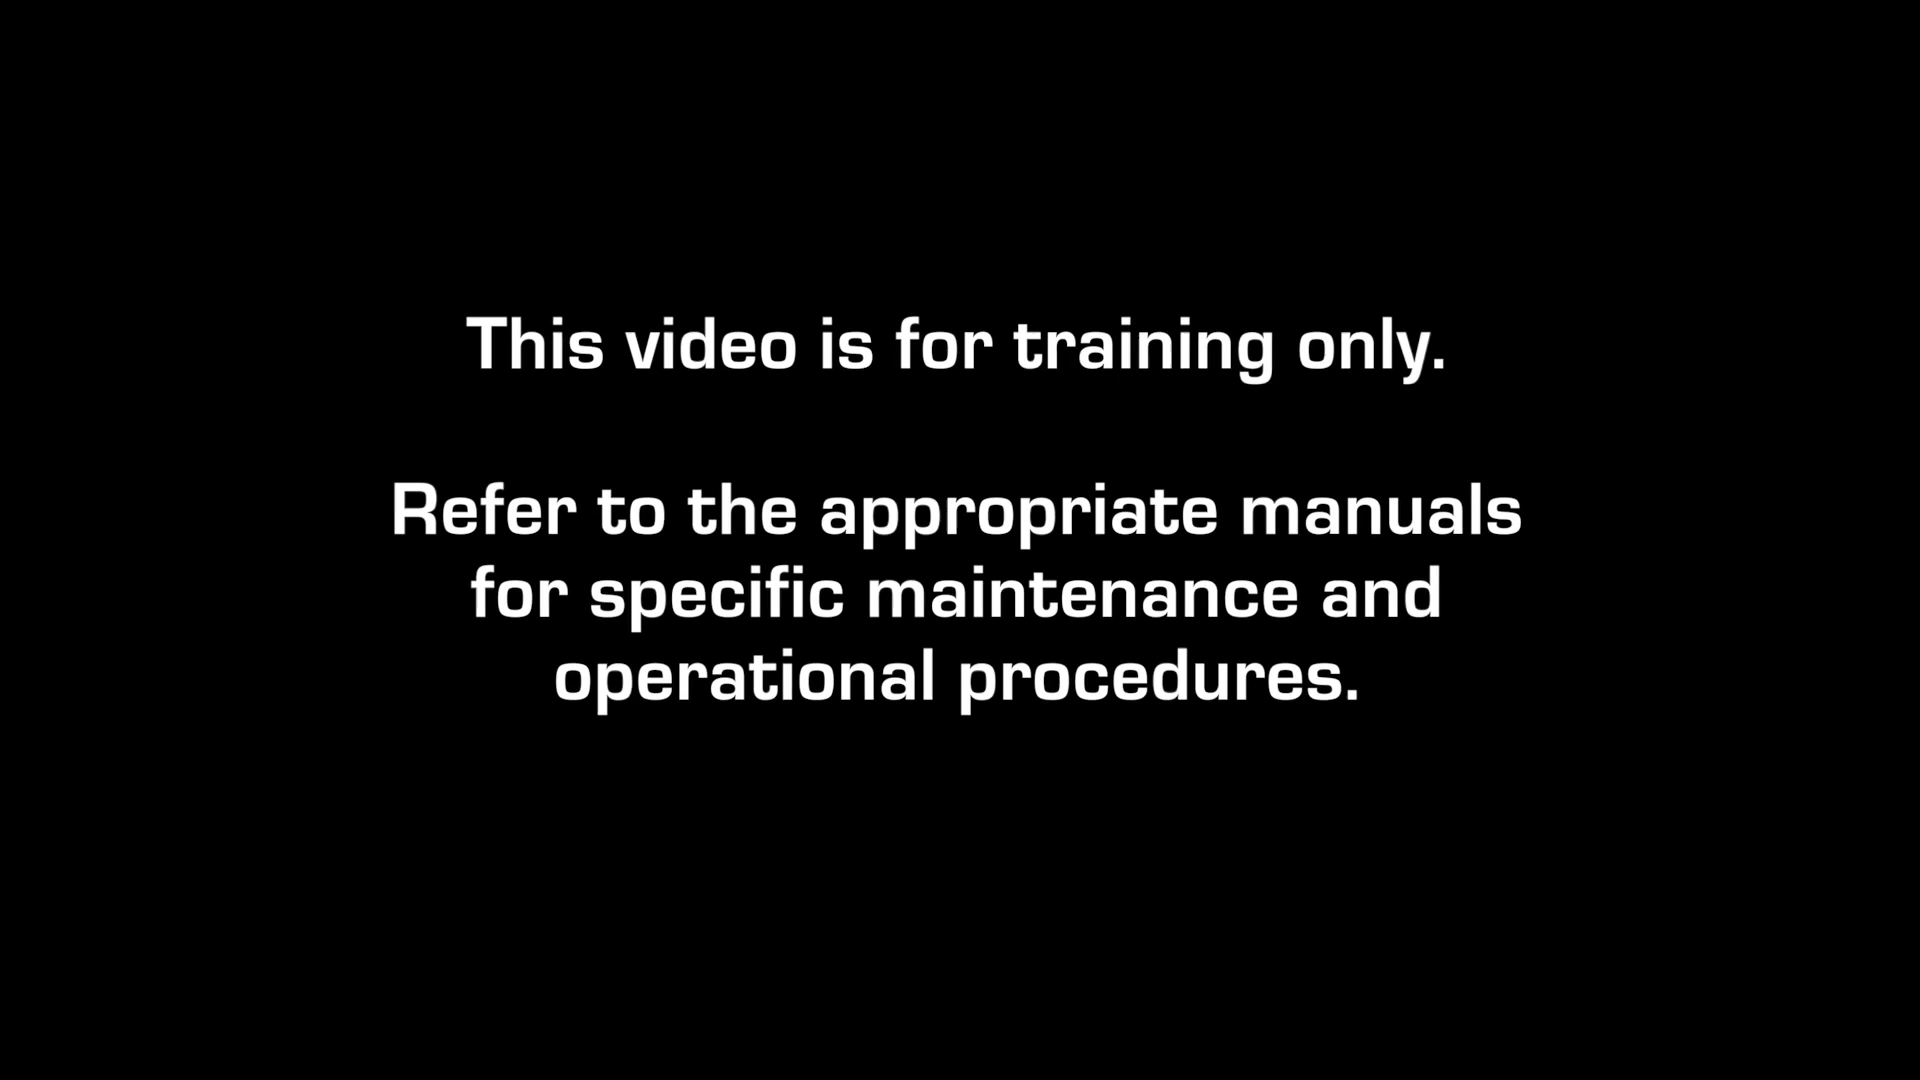 This video is for training only.
Refer to the appropriate manuals
for specific maintenance and
operational procedures.